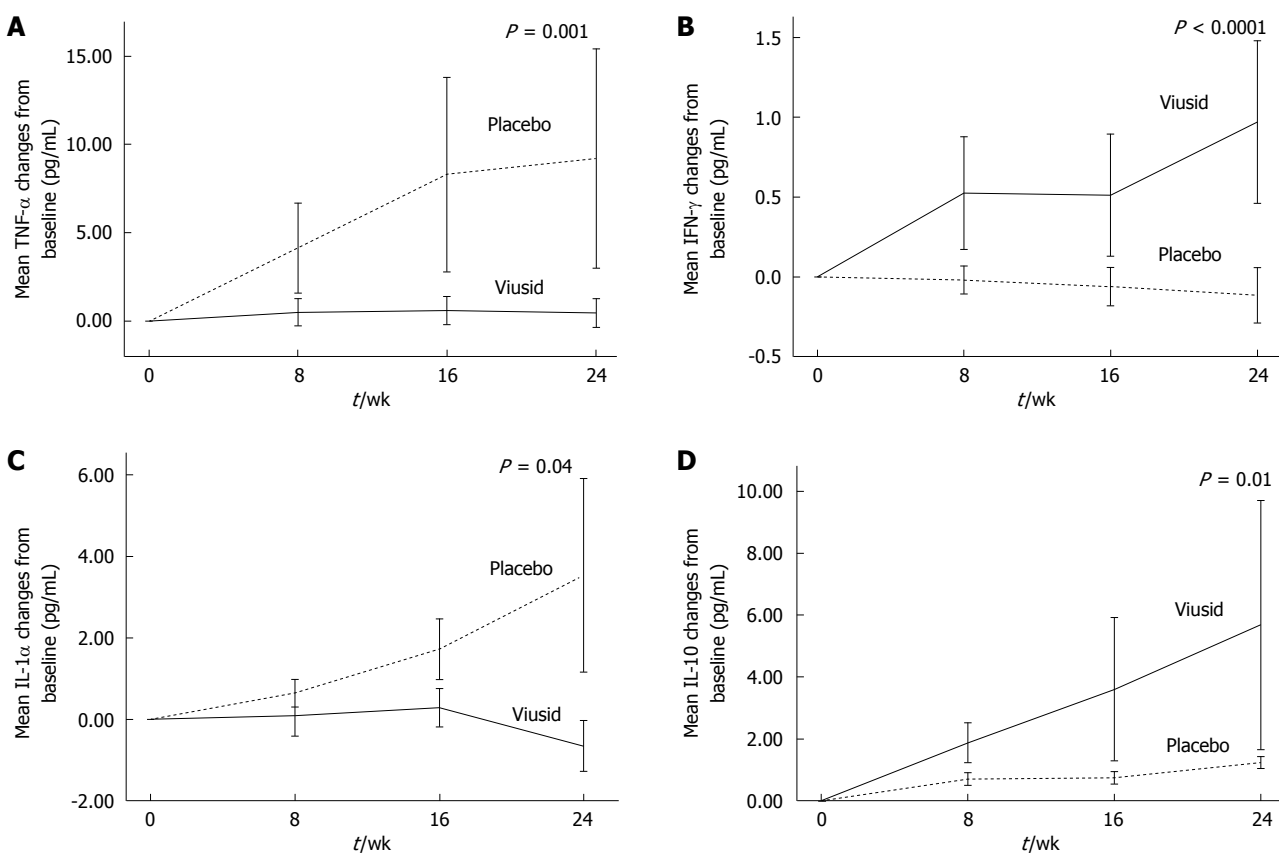 A
P = 0.001
Mean TNF-α changes from
baseline (pg/mL)
15.00
10.00
5.00
0.00
Placebo
Viusid
0
8
16
24
t/wk
B
P < 0.0001
Mean IFN-γ changes from
baseline (pg/mL)
1.5
1.0
0.5
0.0
-0.5
Viusid
Placebo
0
8
16
24
t/wk
C
P = 0.04
Mean IL-1α changes from
baseline (pg/mL)
6.00
4.00
2.00
0.00
-2.00
Placebo
Viusid
0
8
16
24
t/wk
D
P = 0.01
Mean IL-10 changes from
baseline (pg/mL)
10.00
8.00
6.00
4.00
2.00
0.00
Viusid
Placebo
0
8
16
24
t/wk